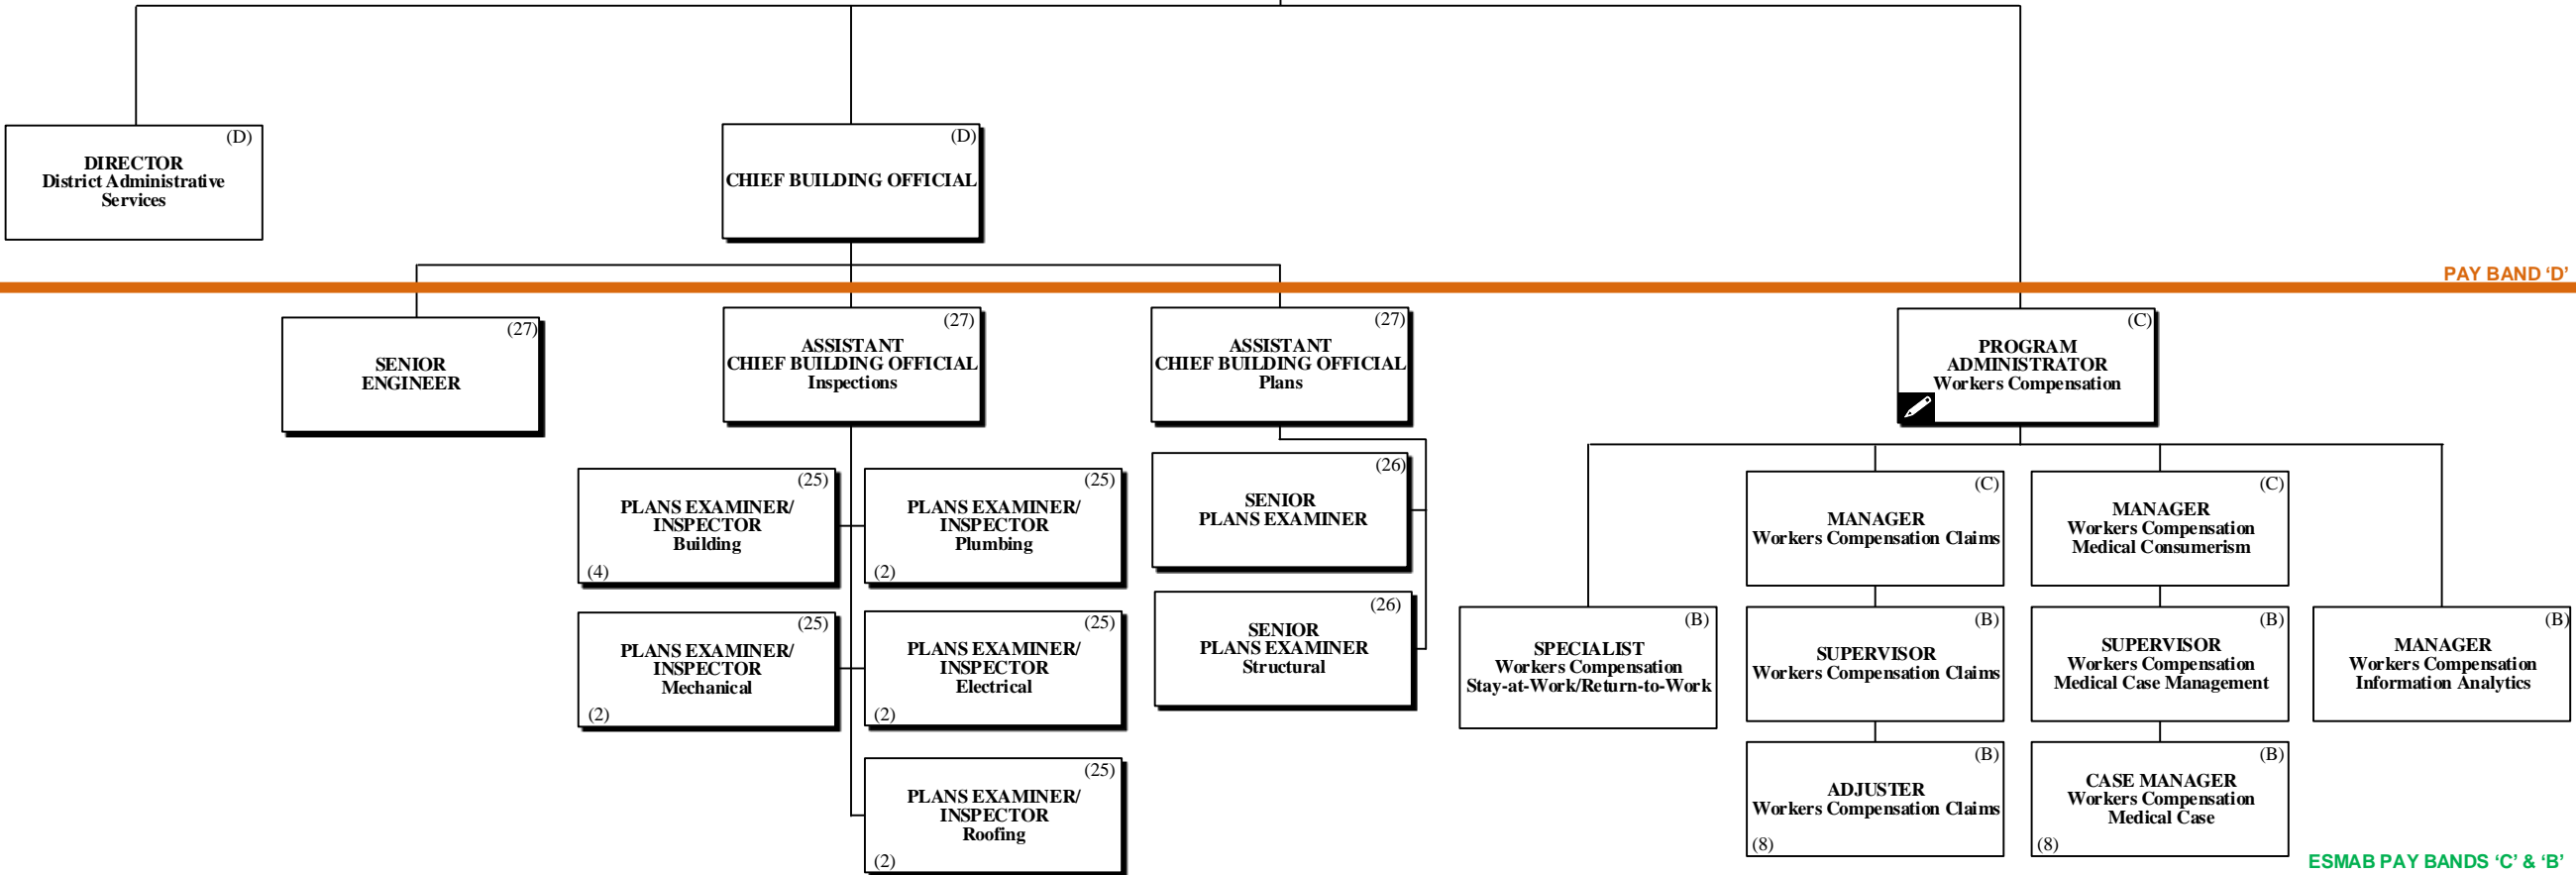 (D)
DIRECTOR
District Administrative
Services
(D)
CHIEF BUILDING OFFICIAL
PAY BAND ‘D’
(27)
SENIOR
ENGINEER
(27)
ASSISTANT
CHIEF BUILDING OFFICIAL
Inspections
(27)
ASSISTANT
CHIEF BUILDING OFFICIAL
Plans
(C)
PROGRAM
ADMINISTRATOR
Workers Compensation
(25)
PLANS EXAMINER/
INSPECTOR
Building
(4)
(25)
PLANS EXAMINER/
INSPECTOR
Plumbing
(2)
(26)
SENIOR
PLANS EXAMINER
(C)
MANAGER
Workers Compensation Claims
(C)
MANAGER
Workers Compensation
Medical Consumerism
(25)
PLANS EXAMINER/
INSPECTOR
Mechanical
(2)
(25)
PLANS EXAMINER/
INSPECTOR
Electrical
(2)
(26)
SENIOR
PLANS EXAMINER
Structural
(B)
SPECIALIST
Workers Compensation
Stay-at-Work/Return-to-Work
(B)
SUPERVISOR
Workers Compensation Claims
(B)
SUPERVISOR
Workers Compensation
Medical Case Management
(B)
MANAGER
Workers Compensation
Information Analytics
(25)
PLANS EXAMINER/
INSPECTOR
Roofing
(2)
(B)
ADJUSTER
Workers Compensation Claims
(8)
(B)
CASE MANAGER
Workers Compensation
Medical Case
(8)
ESMAB PAY BANDS ‘C’ & ‘B’